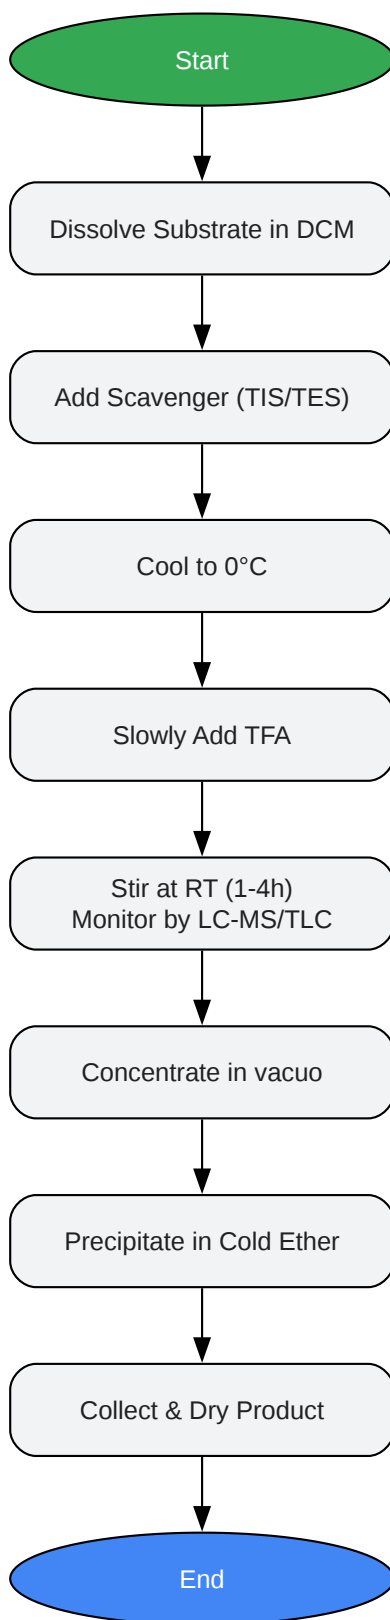 Start
Dissolve Substrate in DCM
Add Scavenger (TIS/TES)
Cool to 0°C
Slowly Add TFA
Stir at RT (1-4h)
Monitor by LC-MS/TLC
Concentrate in vacuo
Precipitate in Cold Ether
Collect & Dry Product
End